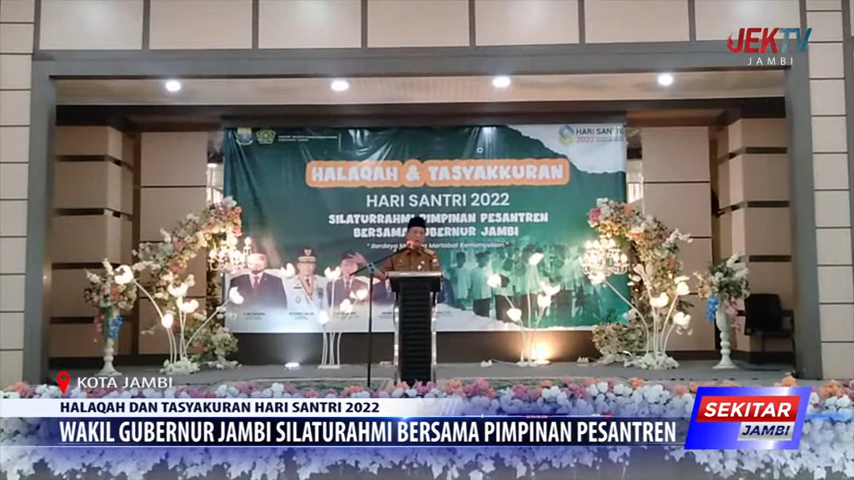 JEKTV
JAMBI
HARI SANTRI
2022
HALAQAH & TASYAKKURAN
HARI SANTRI 2022
SILATURRAHMI PIMPINAN PESANTREN
BERSAMA GUBERNUR JAMBI
KOTA JAMBI
HALAQAH DAN TASYAKURAN HARI SANTRI 2022
WAKIL GUBERNUR JAMBI SILATURAHMI BERSAMA PIMPINAN PESANTREN
SEKITAR
JAMBI